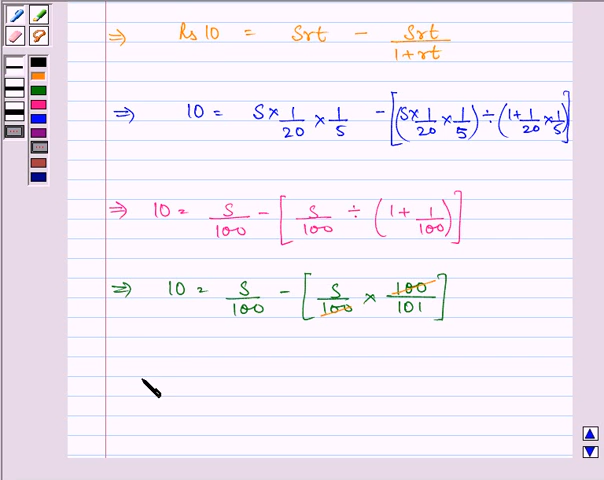 ⇒ Rs 10 = Srt − Srt/(1+rt)
⇒ 10 = S × 1/20 × 1/5 − [(S × 1/20 × 1/5) ÷ (1 + 1/20 × 1/5)]
⇒ 10 = S/100 − [S/100 ÷ (1 + 1/100)]
⇒ 10 = S/100 − [S/100 × 100/101]